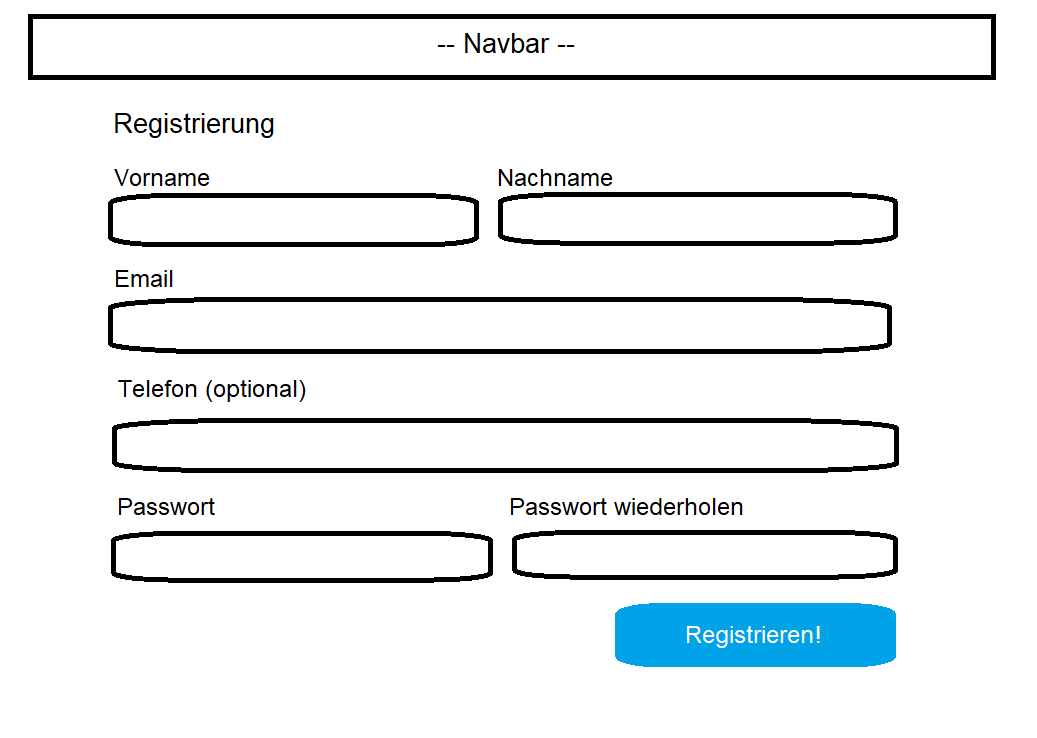 -- Navbar --
Registrierung
Vorname
Nachname
Email
Telefon (optional)
Passwort
Passwort wiederholen
Registrieren!